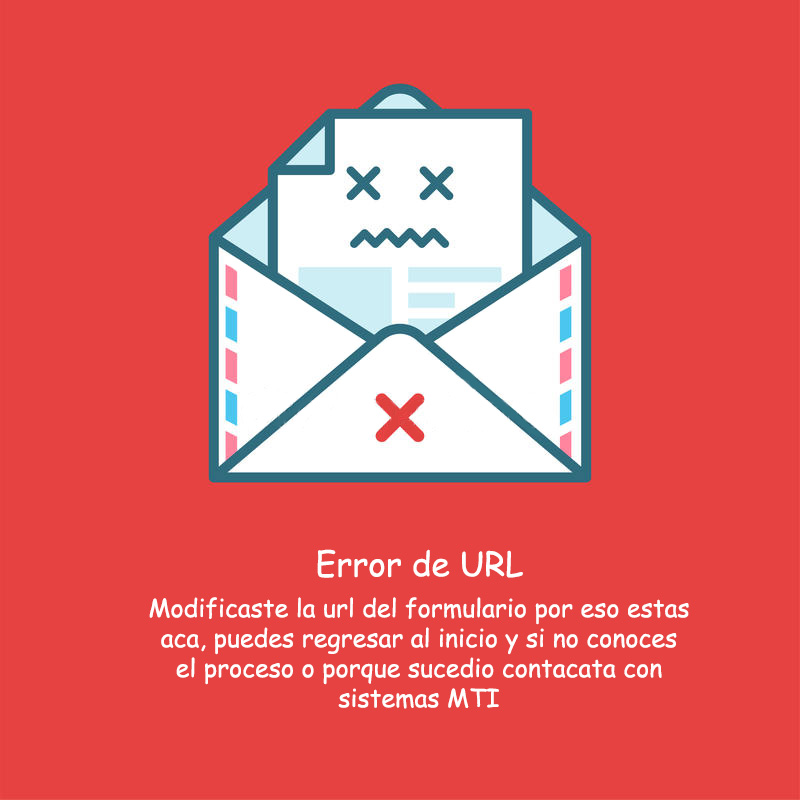 Error de URL
Modificaste la url del formulario por eso estas
aca, puedes regresar al inicio y si no conoces
el proceso o porque sucedio contacata con
sistemas MTI